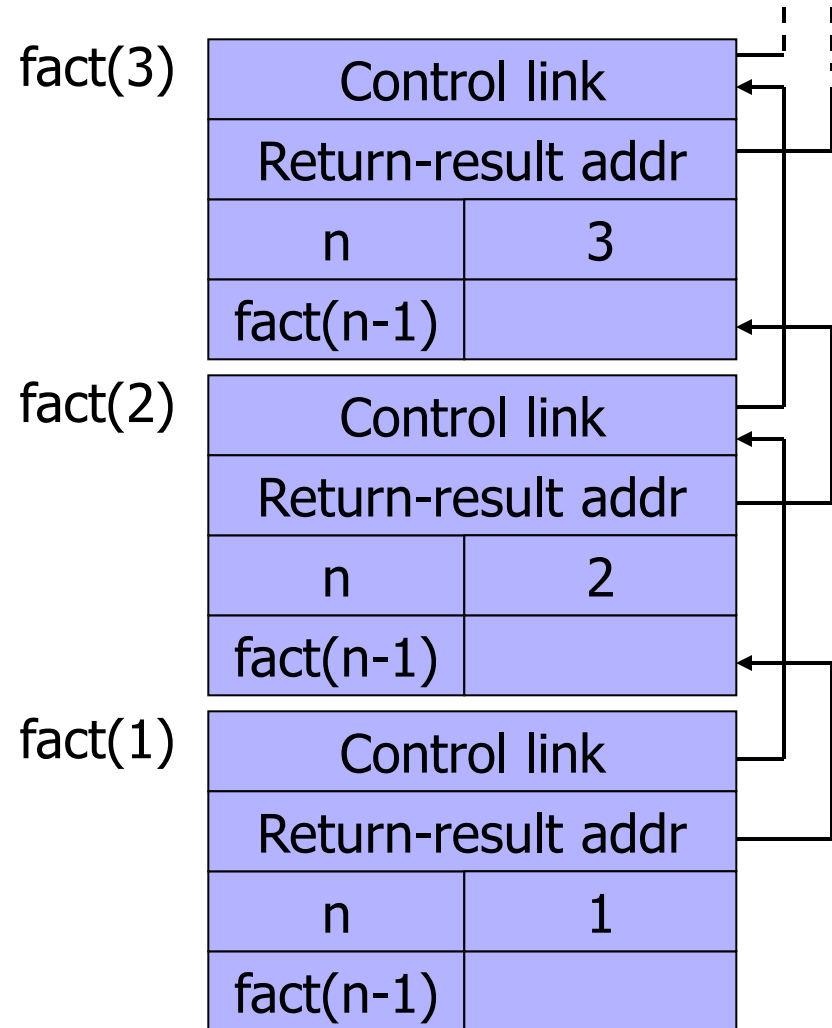 fact(3)
Control link
Return-result addr
n 3
fact(n-1)
fact(2)
Control link
Return-result addr
n 2
fact(n-1)
fact(1)
Control link
Return-result addr
n 1
fact(n-1)